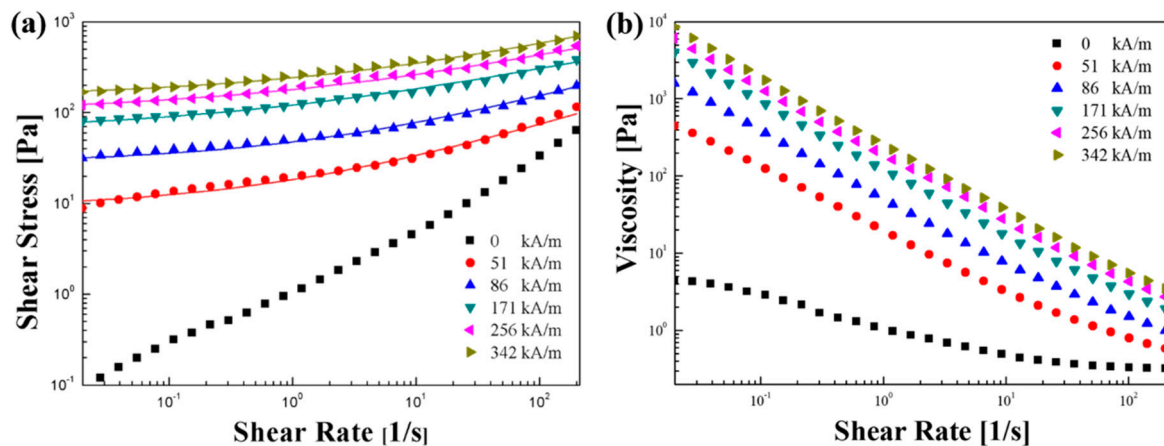 (a)
Shear Stress [Pa]
10³
10²
10¹
10⁰
10⁻¹
0 kA/m
51 kA/m
86 kA/m
171 kA/m
256 kA/m
342 kA/m
10⁻¹ 10⁰ 10¹ 10²
Shear Rate [1/s]
(b)
Viscosity [Pa]
10⁴
10³
10²
10¹
10⁰
0 kA/m
51 kA/m
86 kA/m
171 kA/m
256 kA/m
342 kA/m
10⁻¹ 10⁰ 10¹ 10²
Shear Rate [1/s]